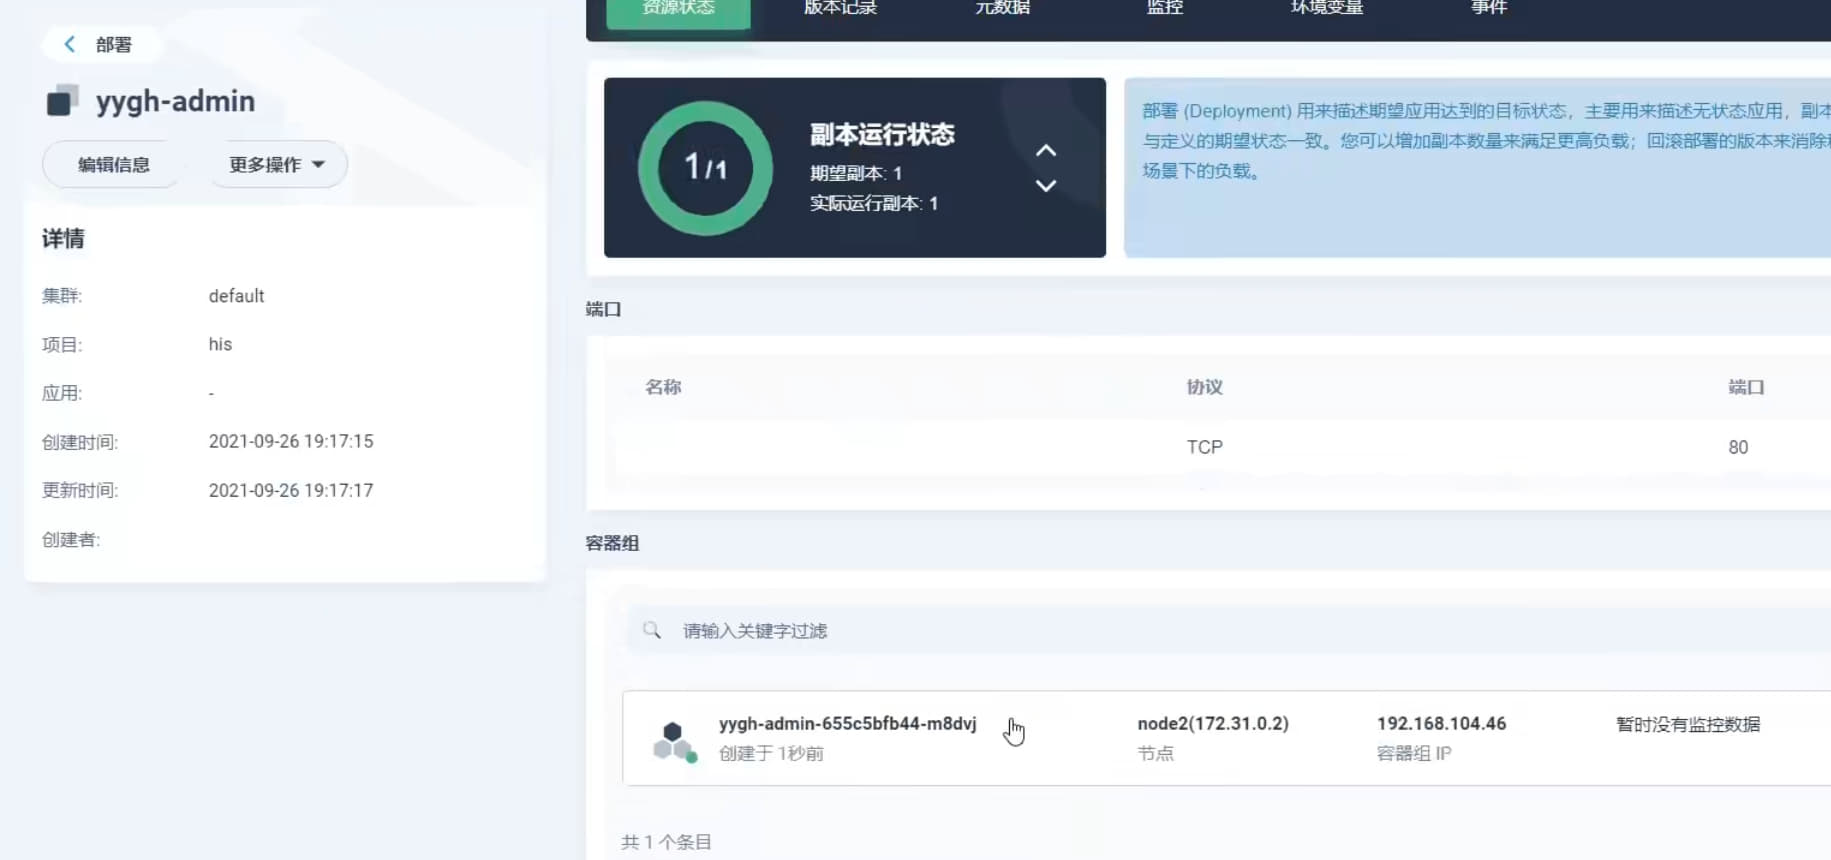 资源状态
版本记录
元数据
监控
环境变量
事件
部署
yygh-admin
编辑信息
更多操作
详情
集群:
default
项目:
his
应用:
-
创建时间:
2021-09-26 19:17:15
更新时间:
2021-09-26 19:17:17
创建者:
1/1
副本运行状态
期望副本: 1
实际运行副本: 1
部署 (Deployment) 用来描述期望应用达到的目标状态，主要用来描述无状态应用，副本
与定义的期望状态一致。您可以增加副本数量来满足更高负载；回滚部署的版本来消除
场景下的负载。
端口
名称
协议
端口
TCP
80
容器组
请输入关键字过滤
yygh-admin-655c5bfb44-m8dvj
创建于 1秒前
node2(172.31.0.2)
节点
192.168.104.46
容器组 IP
暂时没有监控数据
共 1 个条目